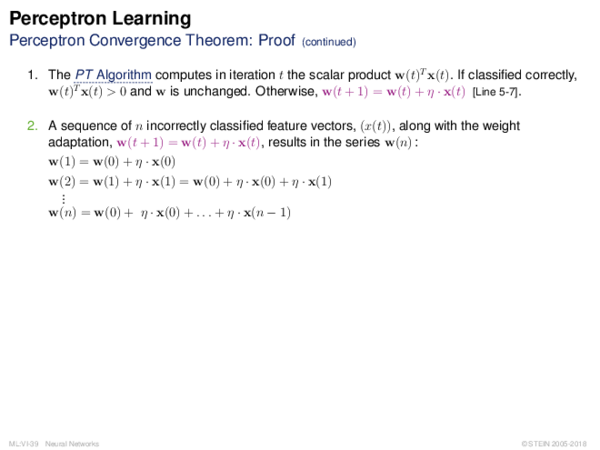 Perceptron Learning
Perceptron Convergence Theorem: Proof (continued)
1. The PT Algorithm computes in iteration t the scalar product w(t)ᵀx(t). If classified correctly,
w(t)ᵀx(t) > 0 and w is unchanged. Otherwise, w(t + 1) = w(t) + η · x(t) [Line 5-7].
2. A sequence of n incorrectly classified feature vectors, (x(t)), along with the weight
adaptation, w(t + 1) = w(t) + η · x(t), results in the series w(n) :
w(1) = w(0) + η · x(0)
w(2) = w(1) + η · x(1) = w(0) + η · x(0) + η · x(1)
⋮
w(n) = w(0) + η · x(0) + . . . + η · x(n − 1)
ML:VI-39 Neural Networks
© STEIN 2005-2018